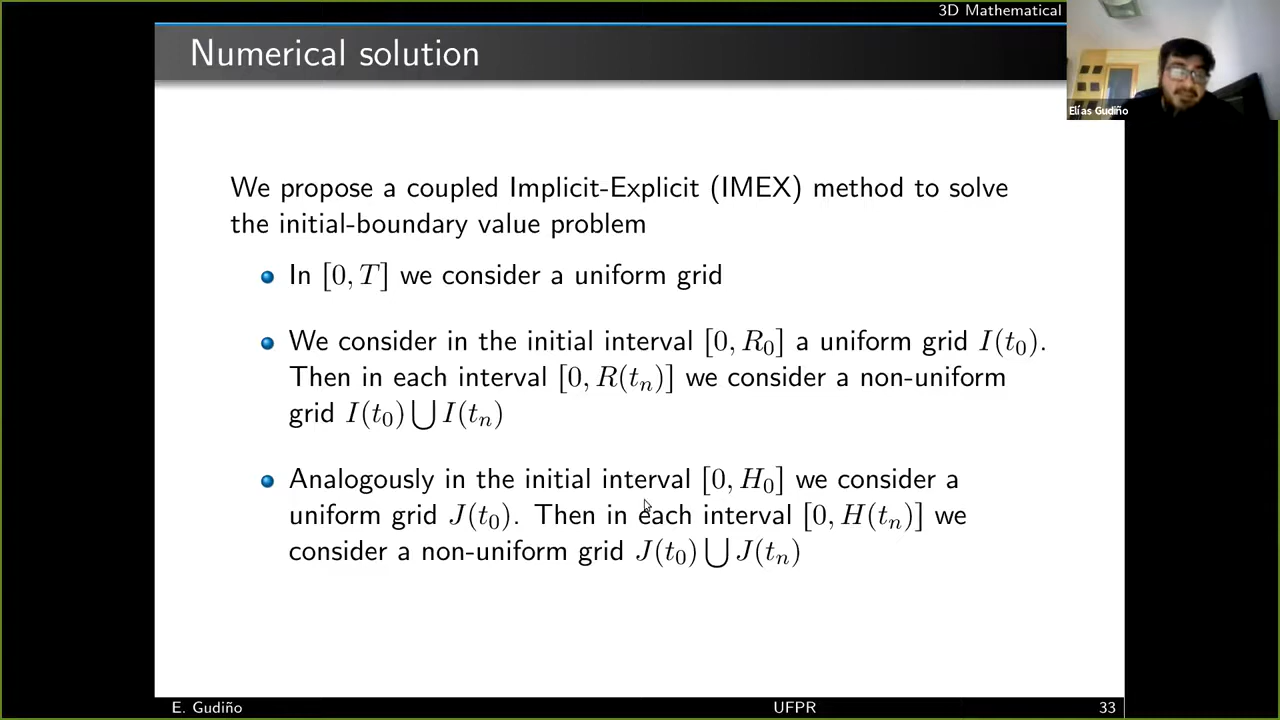 3D Mathematical
Numerical solution
Elías Gudiño
We propose a coupled Implicit-Explicit (IMEX) method to solve
the initial-boundary value problem
In [0, T] we consider a uniform grid
We consider in the initial interval [0, R₀] a uniform grid I(t₀).
Then in each interval [0, R(tₙ)] we consider a non-uniform
grid I(t₀) ⋃ I(tₙ)
Analogously in the initial interval [0, H₀] we consider a
uniform grid J(t₀). Then in each interval [0, H(tₙ)] we
consider a non-uniform grid J(t₀) ⋃ J(tₙ)
E. Gudiño UFPR 33